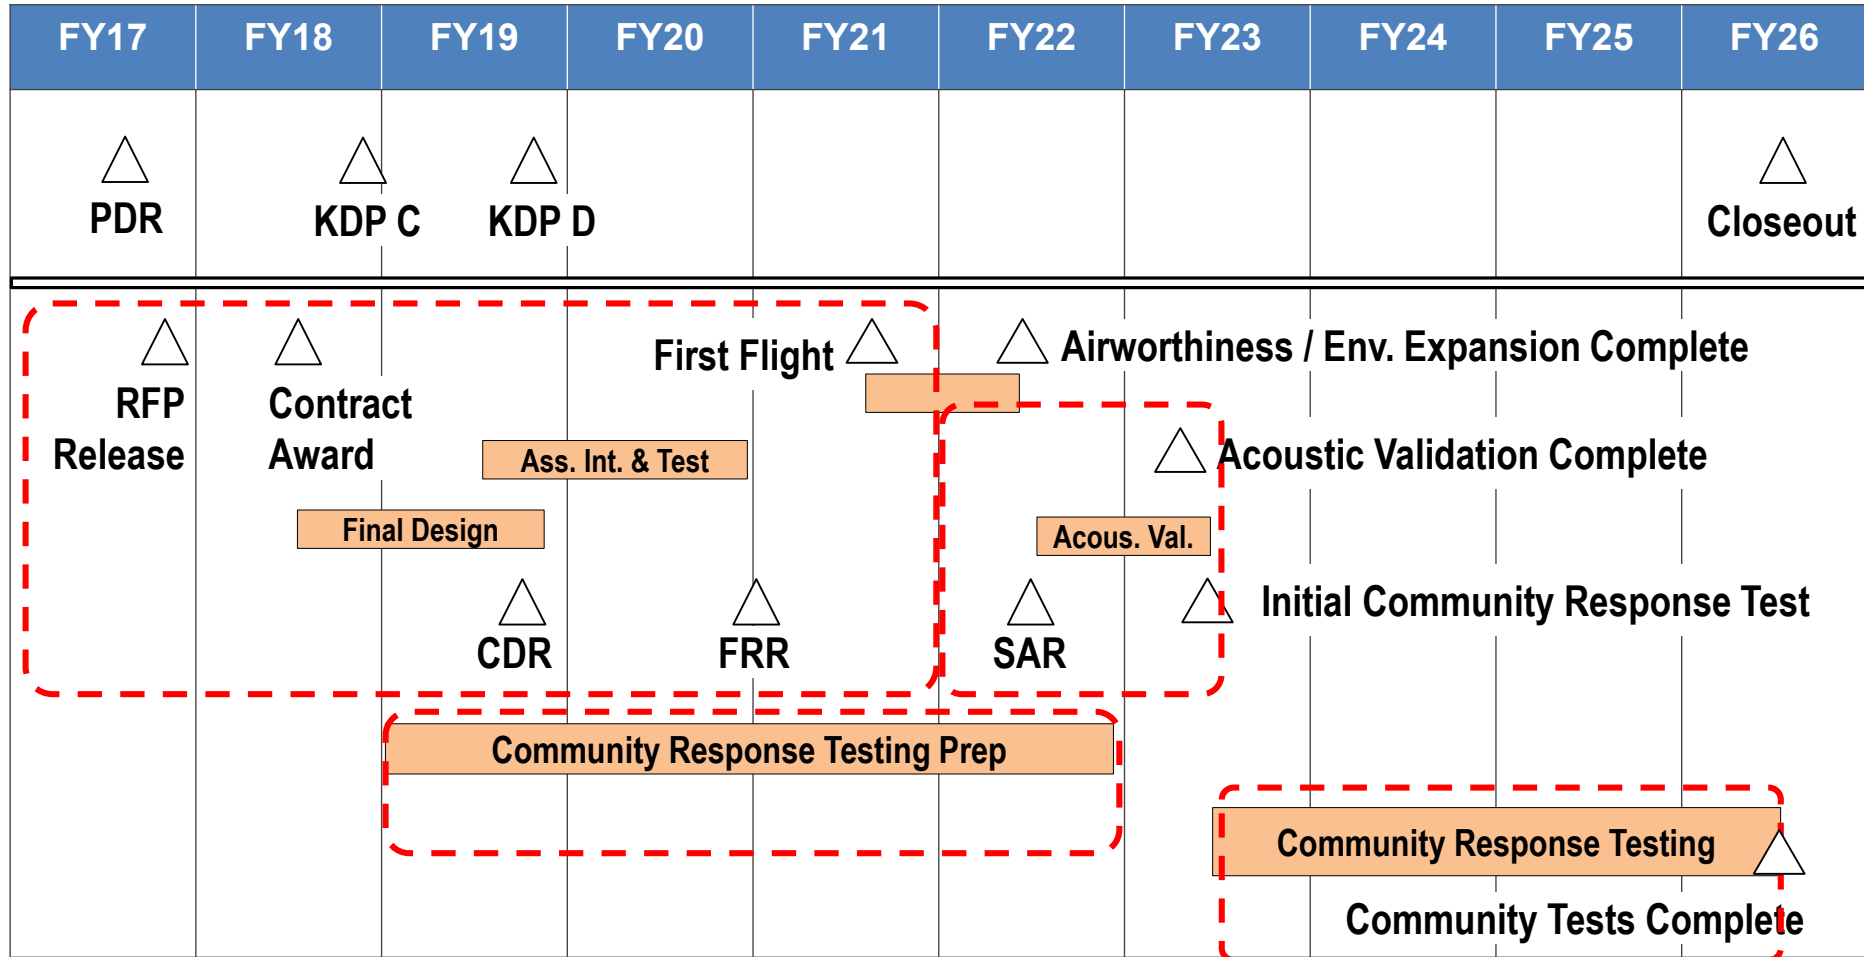 FY17 FY18 FY19 FY20 FY21 FY22 FY23 FY24 FY25 FY26
PDR
KDP C
KDP D
Closeout
RFP
Release
Contract
Award
First Flight
Airworthiness / Env. Expansion Complete
Ass. Int. & Test
Acoustic Validation Complete
Final Design
Acous. Val.
CDR
FRR
SAR
Initial Community Response Test
Community Response Testing Prep
Community Response Testing
Community Tests Complete